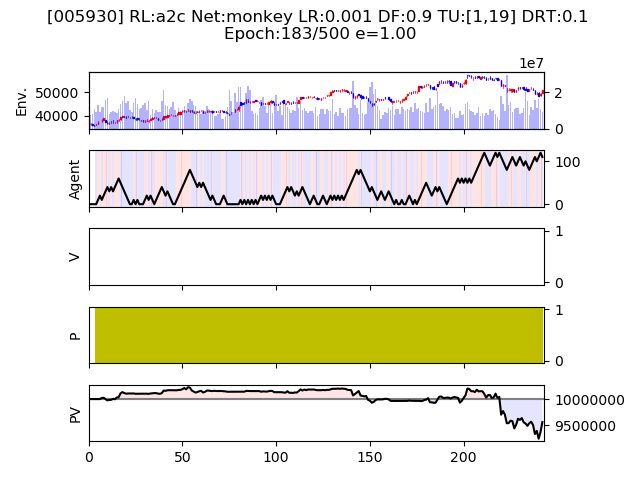 [005930] RL:a2c Net:monkey LR:0.001 DF:0.9 TU:[1,19] DRT:0.1
Epoch:183/500 e=1.00
1e7
Env.
50000
40000
2
0
Agent
100
0
V
1
0
P
1
0
PV
10000000
9500000
0 50 100 150 200